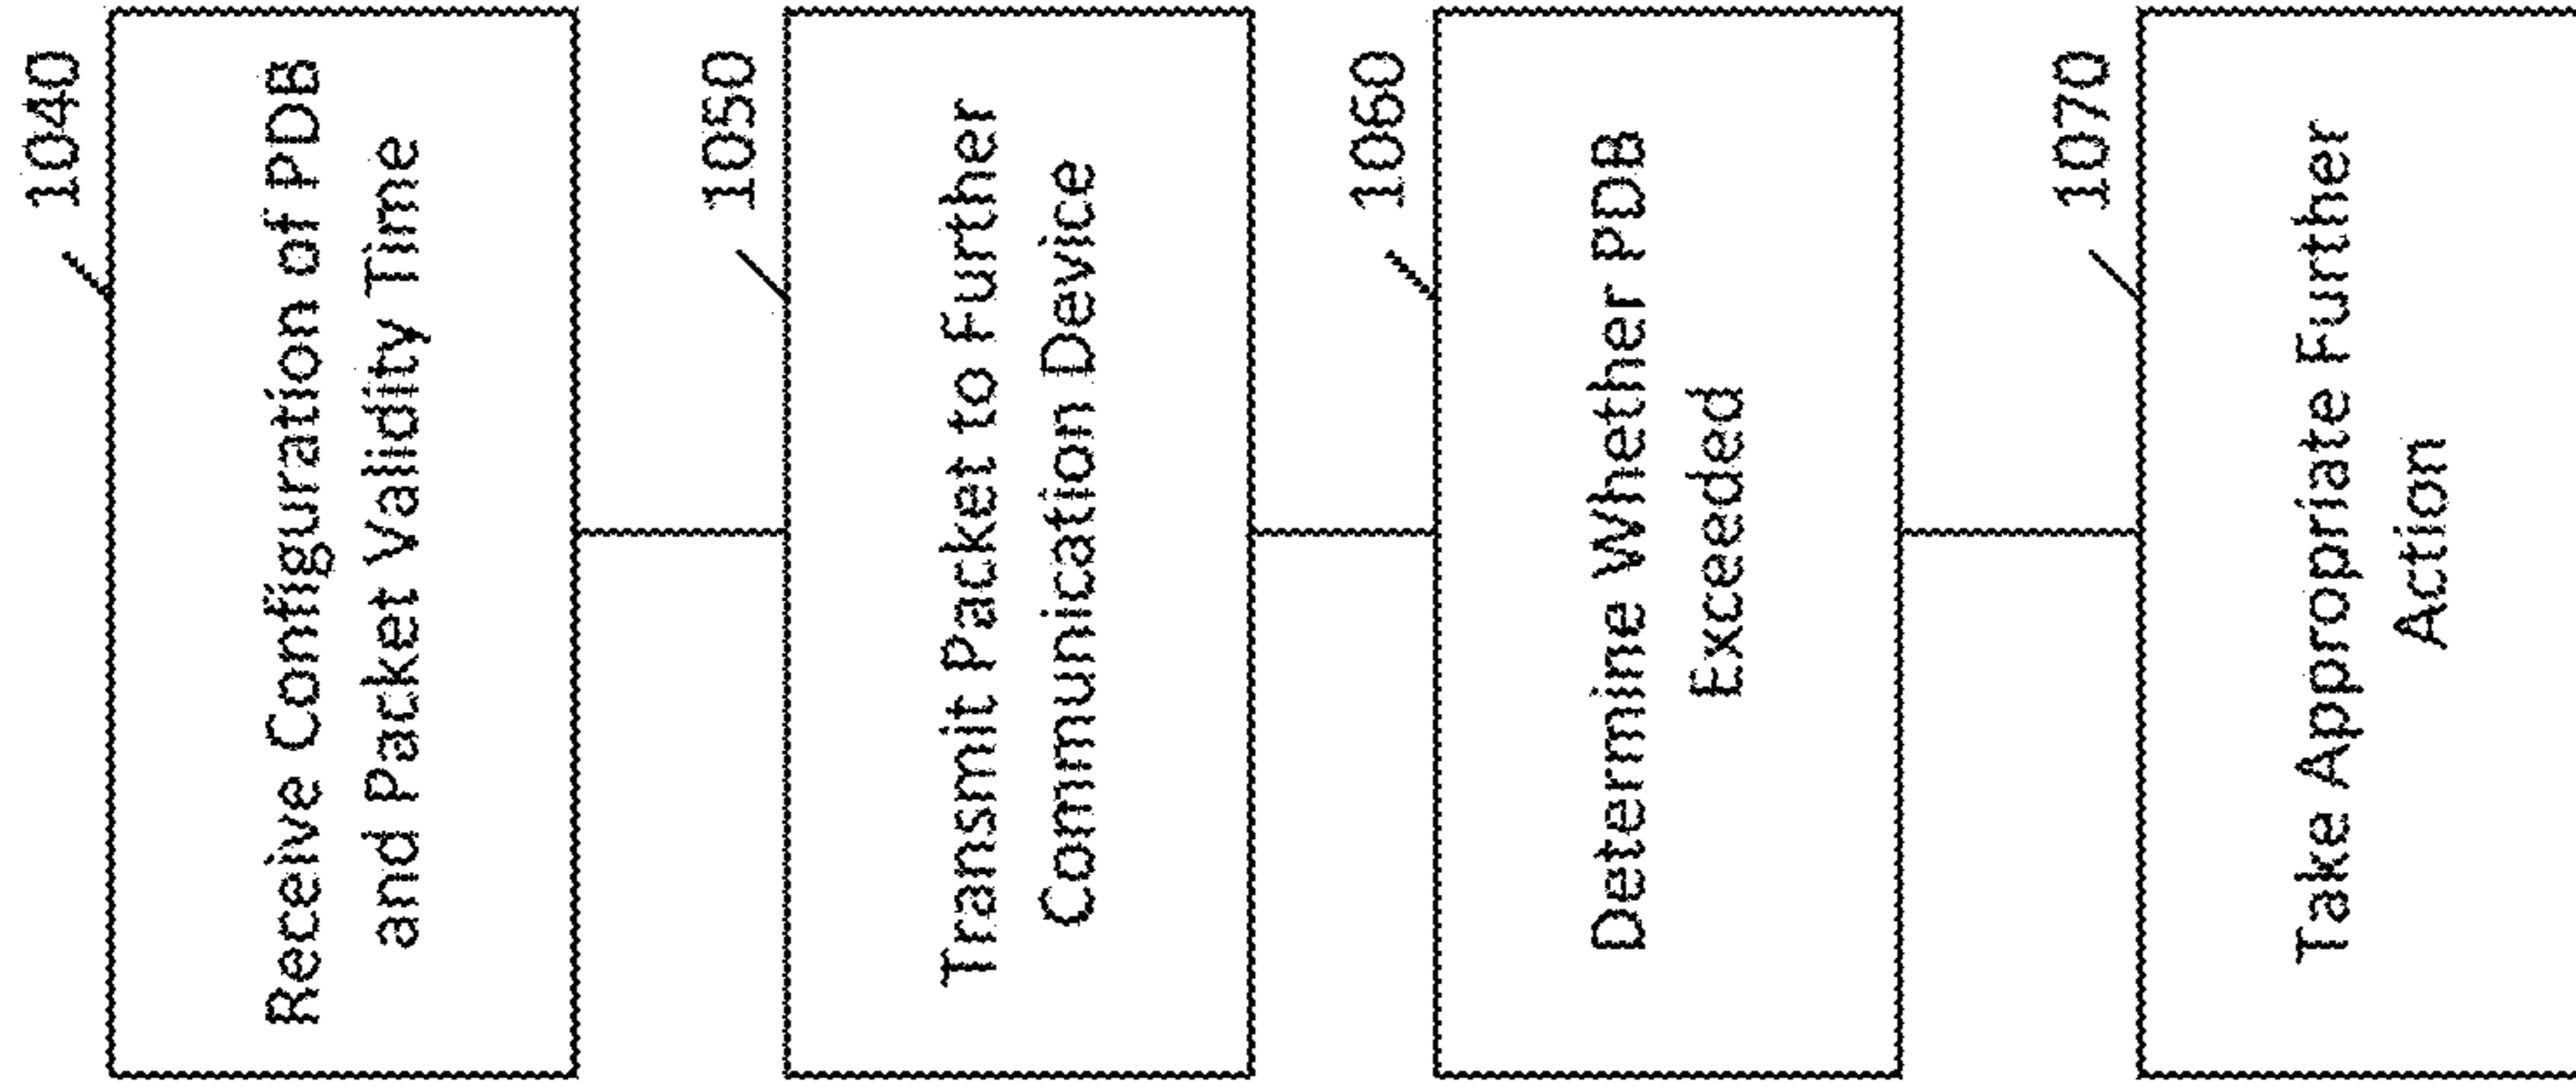 1040
Receive Configuration of PDB
and Packet Validity Time
1050
Transmit Packet to Further
Communication Device
1060
Determine Whether PDB
Exceeded
1070
Take Appropriate Further
Action